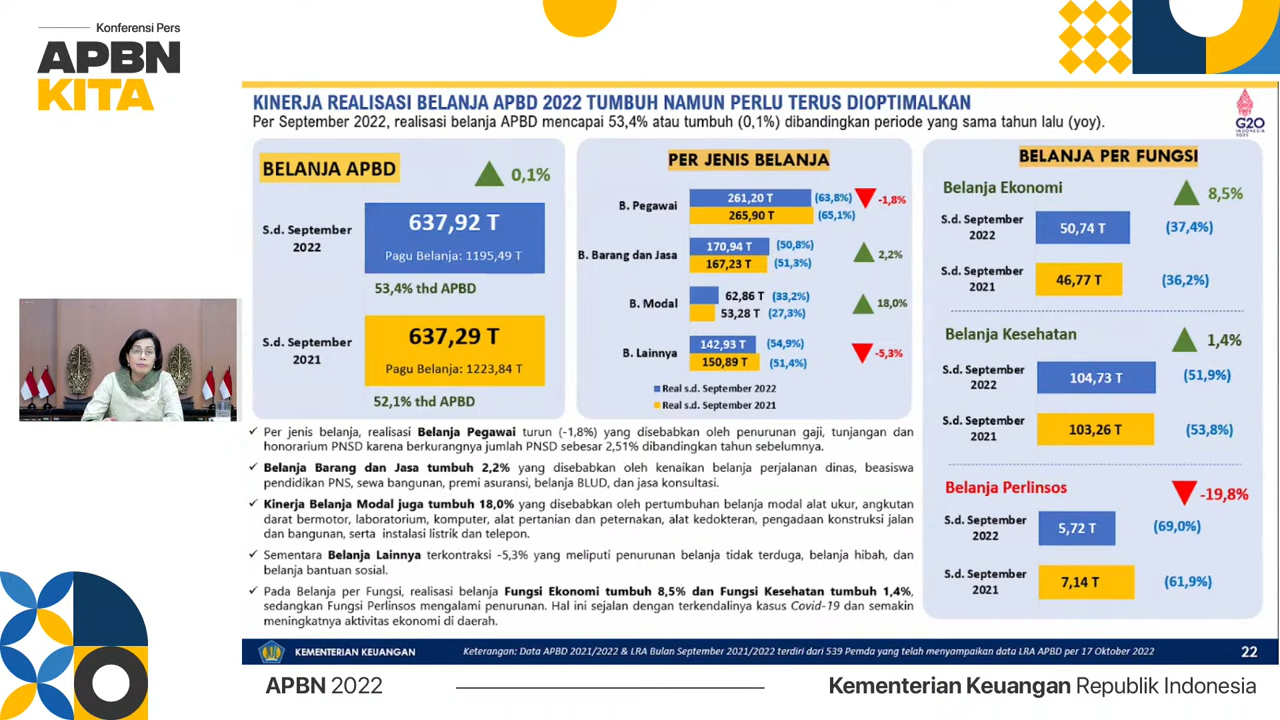 Konferensi Pers
APBN
KITA
KINERJA REALISASI BELANJA APBD 2022 TUMBUH NAMUN PERLU TERUS DIOPTIMALKAN
Per September 2022, realisasi belanja APBD mencapai 53,4% atau tumbuh (0,1%) dibandingkan periode yang sama tahun lalu (yoy).
G20
INDONESIA
2022
BELANJA APBD
0,1%
S.d. September
2022
637,92 T
Pagu Belanja: 1195,49 T
53,4% thd APBD
S.d. September
2021
637,29 T
Pagu Belanja: 1223,84 T
52,1% thd APBD
PER JENIS BELANJA
B. Pegawai
261,20 T (63,8%)
265,90 T (65,1%)
-1,8%
B. Barang dan Jasa
170,94 T (50,8%)
167,23 T (51,3%)
2,2%
B. Modal
62,86 T (33,2%)
53,28 T (27,3%)
18,0%
B. Lainnya
142,93 T (54,9%)
150,89 T (51,4%)
-5,3%
Real s.d. September 2022
Real s.d. September 2021
BELANJA PER FUNGSI
Belanja Ekonomi
8,5%
S.d. September
2022
50,74 T (37,4%)
S.d. September
2021
46,77 T (36,2%)
Belanja Kesehatan
1,4%
S.d. September
2022
104,73 T (51,9%)
S.d. September
2021
103,26 T (53,8%)
Belanja Perlinsos
-19,8%
S.d. September
2022
5,72 T (69,0%)
S.d. September
2021
7,14 T (61,9%)
✓ Per jenis belanja, realisasi Belanja Pegawai turun (-1,8%) yang disebabkan oleh penurunan gaji, tunjangan dan
honorarium PNSD karena berkurangnya jumlah PNSD sebesar 2,51% dibandingkan tahun sebelumnya.
✓ Belanja Barang dan Jasa tumbuh 2,2% yang disebabkan oleh kenaikan belanja perjalanan dinas, beasiswa
pendidikan PNS, sewa bangunan, premi asuransi, belanja BLUD, dan jasa konsultasi.
✓ Kinerja Belanja Modal juga tumbuh 18,0% yang disebabkan oleh pertumbuhan belanja modal alat ukur, angkutan
darat bermotor, laboratorium, komputer, alat pertanian dan peternakan, alat kedokteran, pengadaan konstruksi jalan
dan bangunan, serta instalasi listrik dan telepon.
✓ Sementara Belanja Lainnya terkontraksi -5,3% yang meliputi penurunan belanja tidak terduga, belanja hibah, dan
belanja bantuan sosial.
✓ Pada Belanja per Fungsi, realisasi belanja Fungsi Ekonomi tumbuh 8,5% dan Fungsi Kesehatan tumbuh 1,4%,
sedangkan Fungsi Perlinsos mengalami penurunan. Hal ini sejalan dengan terkendalinya kasus Covid-19 dan semakin
meningkatnya aktivitas ekonomi di daerah.
KEMENTERIAN KEUANGAN
Keterangan: Data APBD 2021/2022 & LRA Bulan September 2021/2022 terdiri dari 539 Pemda yang telah menyampaikan data LRA APBD per 17 Oktober 2022
22
APBN 2022
Kementerian Keuangan Republik Indonesia